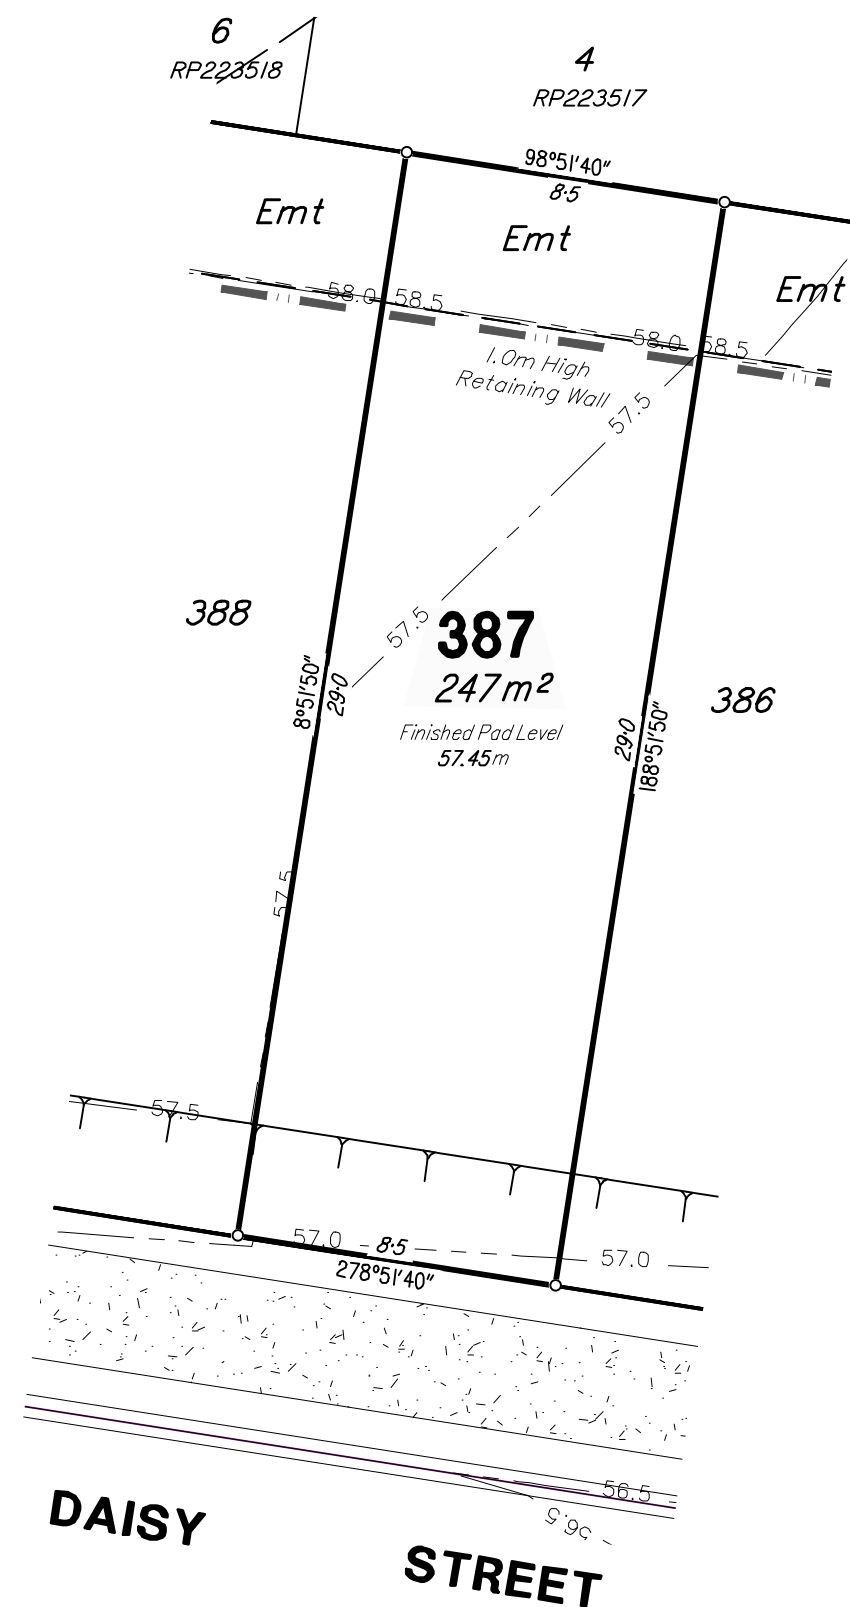 6
RP223518
4
RP223517
98°51'40"
8·5
Emt
Emt
Emt
58.0
58.5
58.0
58.5
1.0m High
Retaining Wall
57.5
388
57.5
387
247m²
Finished Pad Level
57.45m
8°51'50"
29·0
29·0
188°51'50"
386
57.5
57.5
57.0
8·5
57.0
278°51'40"
56.5
56.5
DAISY
STREET